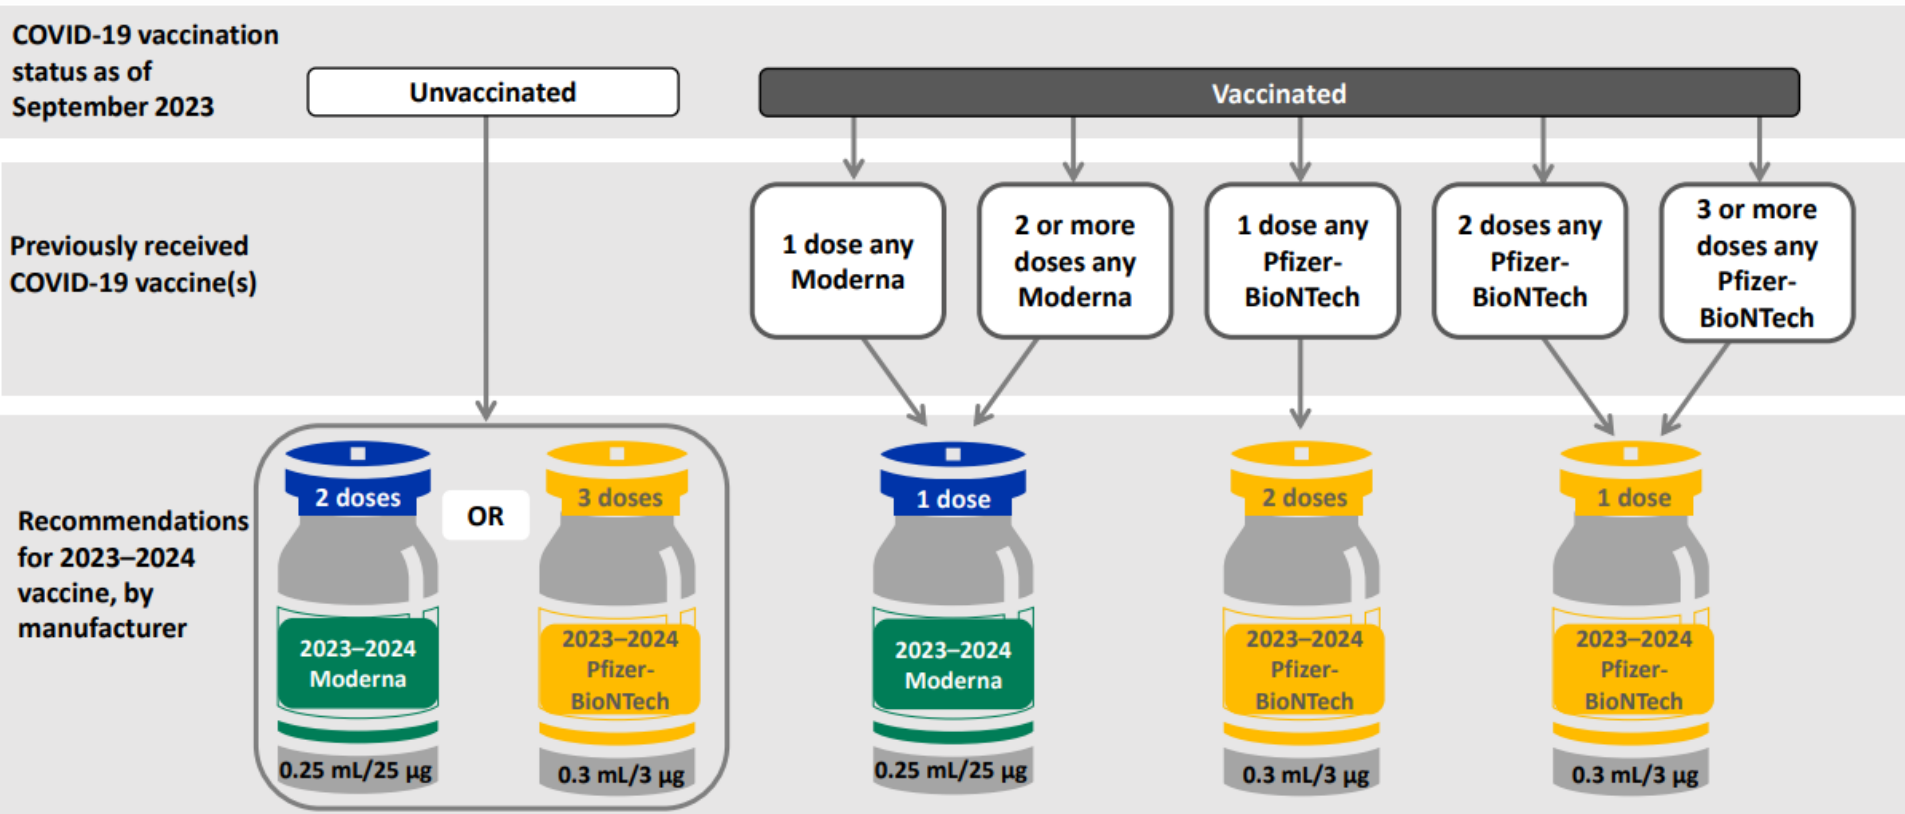 COVID-19 vaccination
status as of
September 2023
Unvaccinated
Vaccinated
Previously received
COVID-19 vaccine(s)
1 dose any
Moderna
2 or more
doses any
Moderna
1 dose any
Pfizer-
BioNTech
2 doses any
Pfizer-
BioNTech
3 or more
doses any
Pfizer-
BioNTech
Recommendations
for 2023–2024
vaccine, by
manufacturer
2 doses
2023–2024
Moderna
0.25 mL/25 µg
OR
3 doses
2023–2024
Pfizer-
BioNTech
0.3 mL/3 µg
1 dose
2023–2024
Moderna
0.25 mL/25 µg
2 doses
2023–2024
Pfizer-
BioNTech
0.3 mL/3 µg
1 dose
2023–2024
Pfizer-
BioNTech
0.3 mL/3 µg